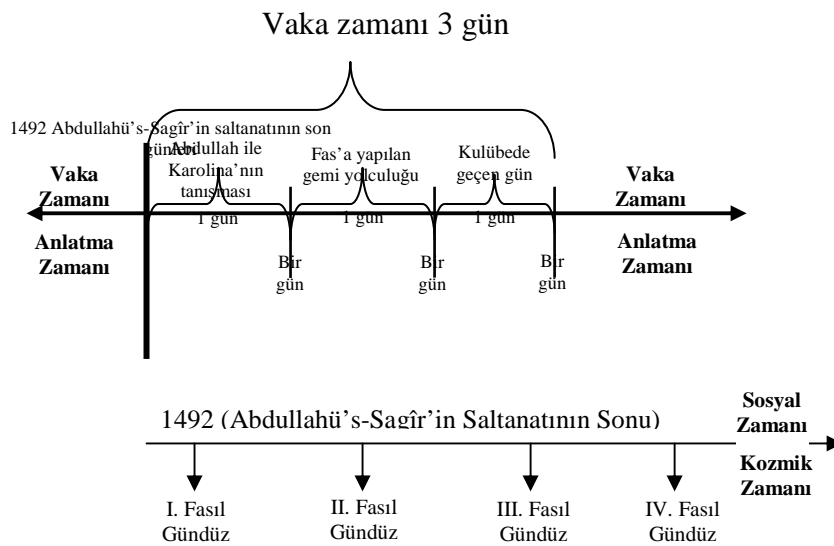 Vaka zamanı 3 gün
1492 Abdullahü's-Sagîr'in saltanatının son
günleri
Abdullah ile
Karolina'nın
tanışması
1 gün
Fas'a yapılan
gemi yolculuğu
1 gün
Kulübede
geçen gün
1 gün
Vaka
Zamanı
Vaka
Zamanı
Anlatma
Zamanı
Anlatma
Zamanı
Bir
gün
Bir
gün
Bir
gün
1492 (Abdullahü's-Sagîr'in Saltanatının Sonu)
Sosyal
Zamanı
Kozmik
Zamanı
I. Fasıl
Gündüz
II. Fasıl
Gündüz
III. Fasıl
Gündüz
IV. Fasıl
Gündüz